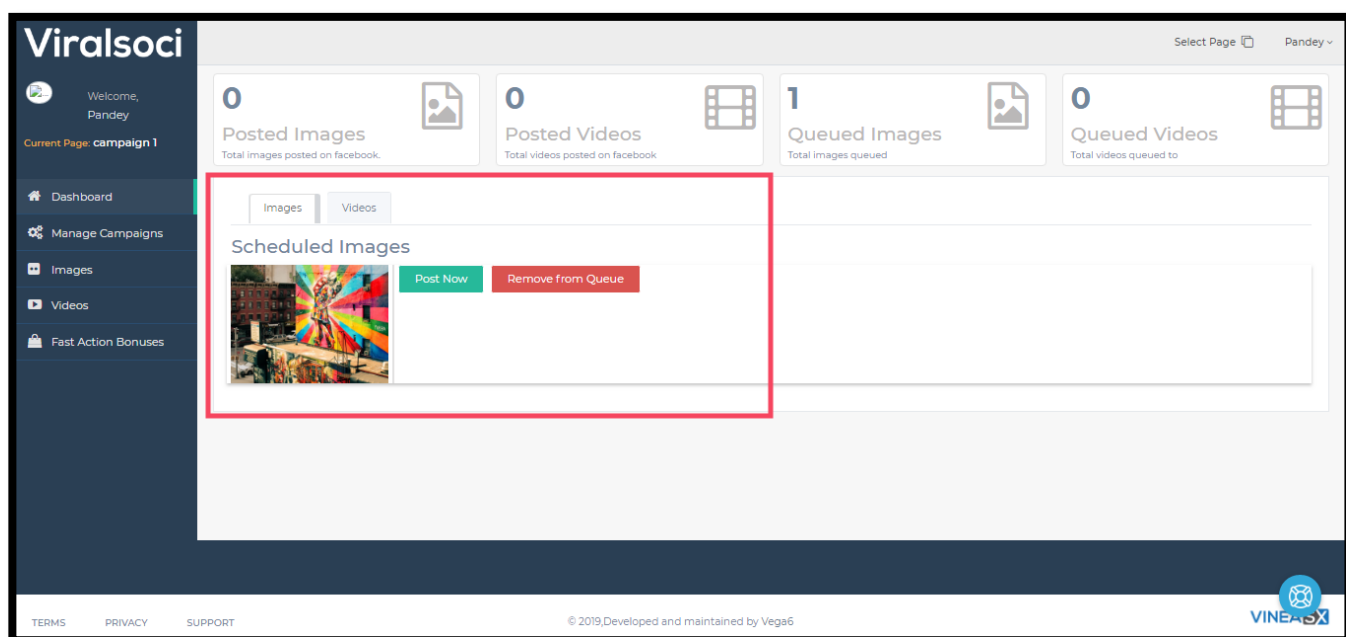 Viralsoci
Select Page
Pandey
Welcome,
Pandey
Current Page: campaign 1
0
Posted Images
Total images posted on facebook.
0
Posted Videos
Total videos posted on facebook
1
Queued Images
Total images queued
0
Queued Videos
Total videos queued to
Dashboard
Manage Campaigns
Images
Videos
Fast Action Bonuses
Images
Videos
Scheduled Images
Post Now
Remove from Queue
TERMS
PRIVACY
SUPPORT
© 2019,Developed and maintained by Vega6